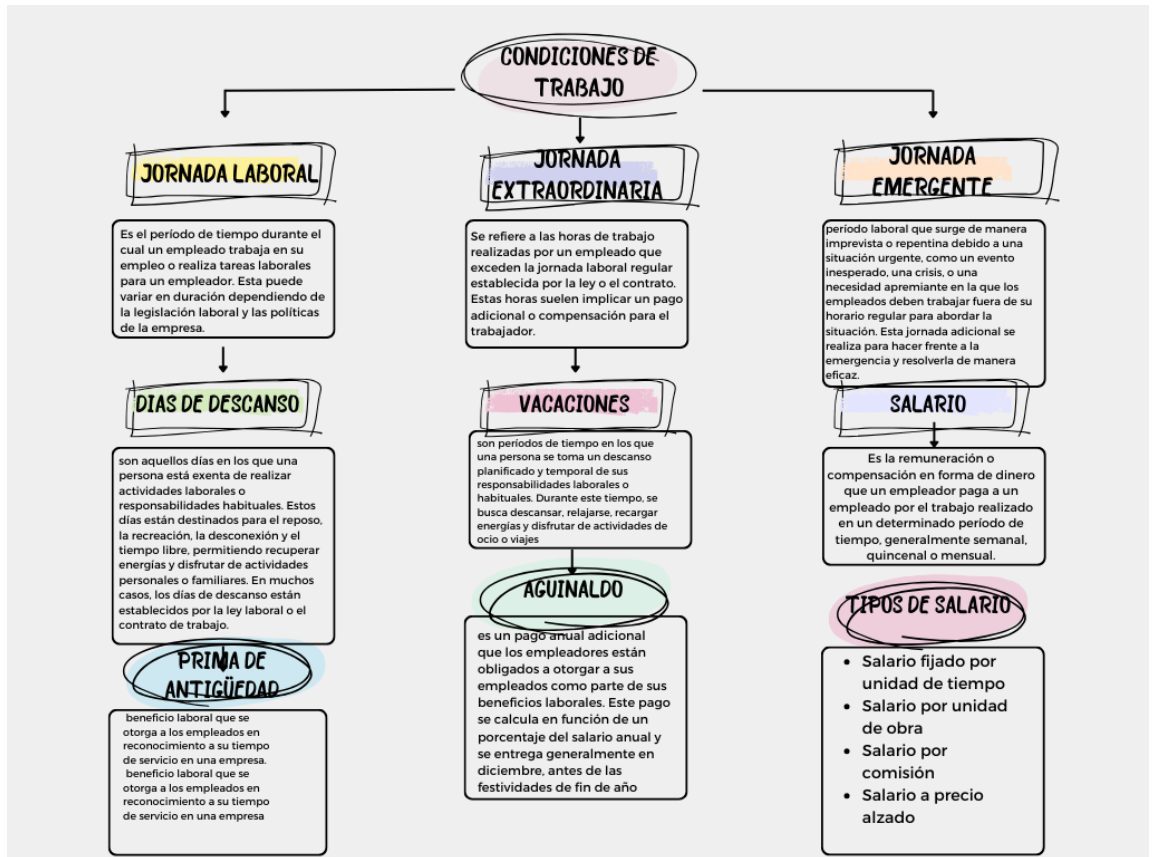 CONDICIONES DE
TRABAJO
JORNADA LABORAL
Es el período de tiempo durante el
cual un empleado trabaja en su
empleo o realiza tareas laborales
para un empleador. Esta puede
variar en duración dependiendo de
la legislación laboral y las políticas
de la empresa.
DIAS DE DESCANSO
son aquellos días en los que una
persona está exenta de realizar
actividades laborales o
responsabilidades habituales. Estos
días están destinados para el reposo,
la recreación, la desconexión y el
tiempo libre, permitiendo recuperar
energías y disfrutar de actividades
personales o familiares. En muchos
casos, los días de descanso están
establecidos por la ley laboral o el
contrato de trabajo.
PRIMA DE
ANTIGÜEDAD
beneficio laboral que se
otorga a los empleados en
reconocimiento a su tiempo
de servicio en una empresa.
beneficio laboral que se
otorga a los empleados en
reconocimiento a su tiempo
de servicio en una empresa
JORNADA
EXTRAORDINARIA
Se refiere a las horas de trabajo
realizadas por un empleado que
exceden la jornada laboral regular
establecida por la ley o el contrato.
Estas horas suelen implicar un pago
adicional o compensación para el
trabajador.
VACACIONES
son períodos de tiempo en los que
una persona se toma un descanso
planificado y temporal de sus
responsabilidades laborales o
habituales. Durante este tiempo, se
busca descansar, relajarse, recargar
energías y disfrutar de actividades de
ocio o viajes
AGUINALDO
es un pago anual adicional
que los empleadores están
obligados a otorgar a sus
empleados como parte de sus
beneficios laborales. Este pago
se calcula en función de un
porcentaje del salario anual y
se entrega generalmente en
diciembre, antes de las
festividades de fin de año
JORNADA
EMERGENTE
período laboral que surge de manera
imprevista o repentina debido a una
situación urgente, como un evento
inesperado, una crisis, o una
necesidad apremiante en la que los
empleados deben trabajar fuera de su
horario regular para abordar la
situación. Esta jornada adicional se
realiza para hacer frente a la
emergencia y resolverla de manera
eficaz.
SALARIO
Es la remuneración o
compensación en forma de dinero
que un empleador paga a un
empleado por el trabajo realizado
en un determinado período de
tiempo, generalmente semanal,
quincenal o mensual.
TIPOS DE SALARIO
• Salario fijado por
unidad de tiempo
• Salario por unidad
de obra
• Salario por
comisión
• Salario a precio
alzado